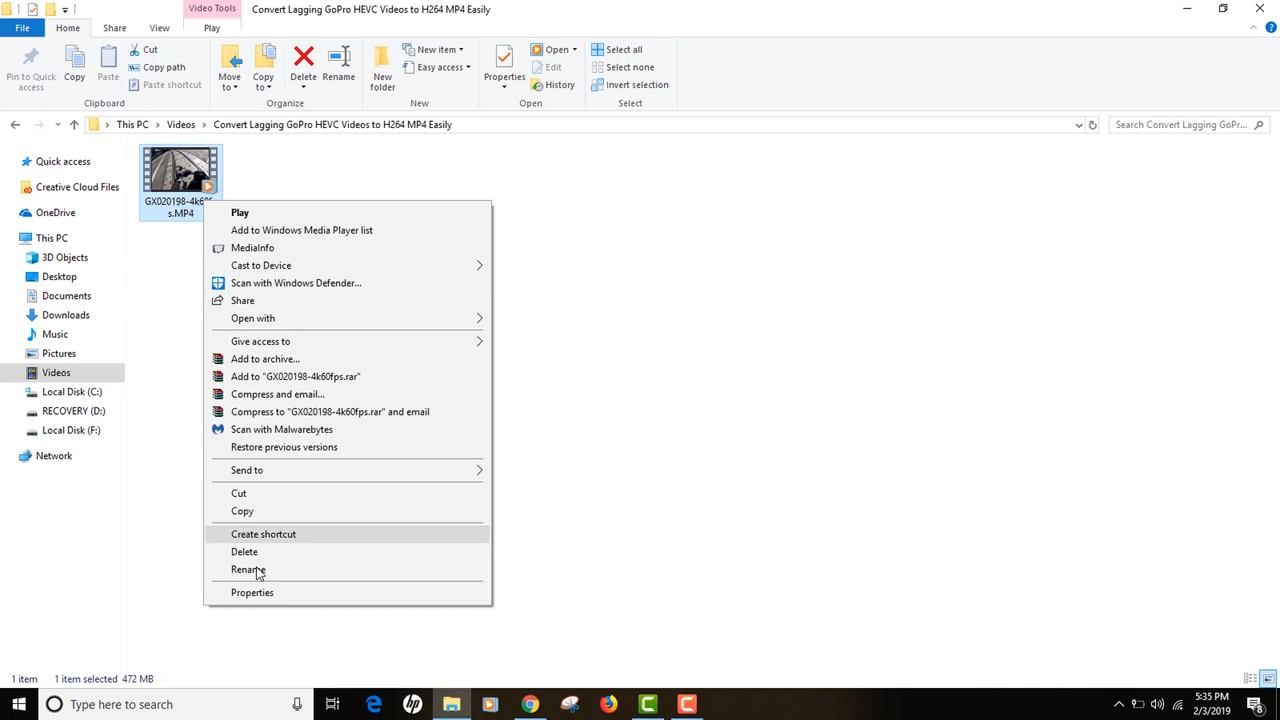 Video Tools
Convert Lagging GoPro HEVC Videos to H264 MP4 Easily
File
Home
Share
View
Play
Pin to Quick access
Copy
Paste
Cut
Copy path
Paste shortcut
Clipboard
Move to
Copy to
Delete
Rename
Organize
New folder
New item
Easy access
New
Properties
Open
Edit
History
Open
Select all
Select none
Invert selection
Select
This PC
Videos
Convert Lagging GoPro HEVC Videos to H264 MP4 Easily
Search Convert Lagging GoPr...
Quick access
Creative Cloud Files
OneDrive
This PC
3D Objects
Desktop
Documents
Downloads
Music
Pictures
Videos
Local Disk (C:)
RECOVERY (D:)
Local Disk (F:)
Network
GX020198-4k60fp
s.MP4
Play
Add to Windows Media Player list
MediaInfo
Cast to Device
Scan with Windows Defender...
Share
Open with
Give access to
Add to archive...
Add to "GX020198-4k60fps.rar"
Compress and email...
Compress to "GX020198-4k60fps.rar" and email
Scan with Malwarebytes
Restore previous versions
Send to
Cut
Copy
Create shortcut
Delete
Rename
Properties
1 item
1 item selected
472 MB
Type here to search
hp
5:35 PM
2/3/2019
8